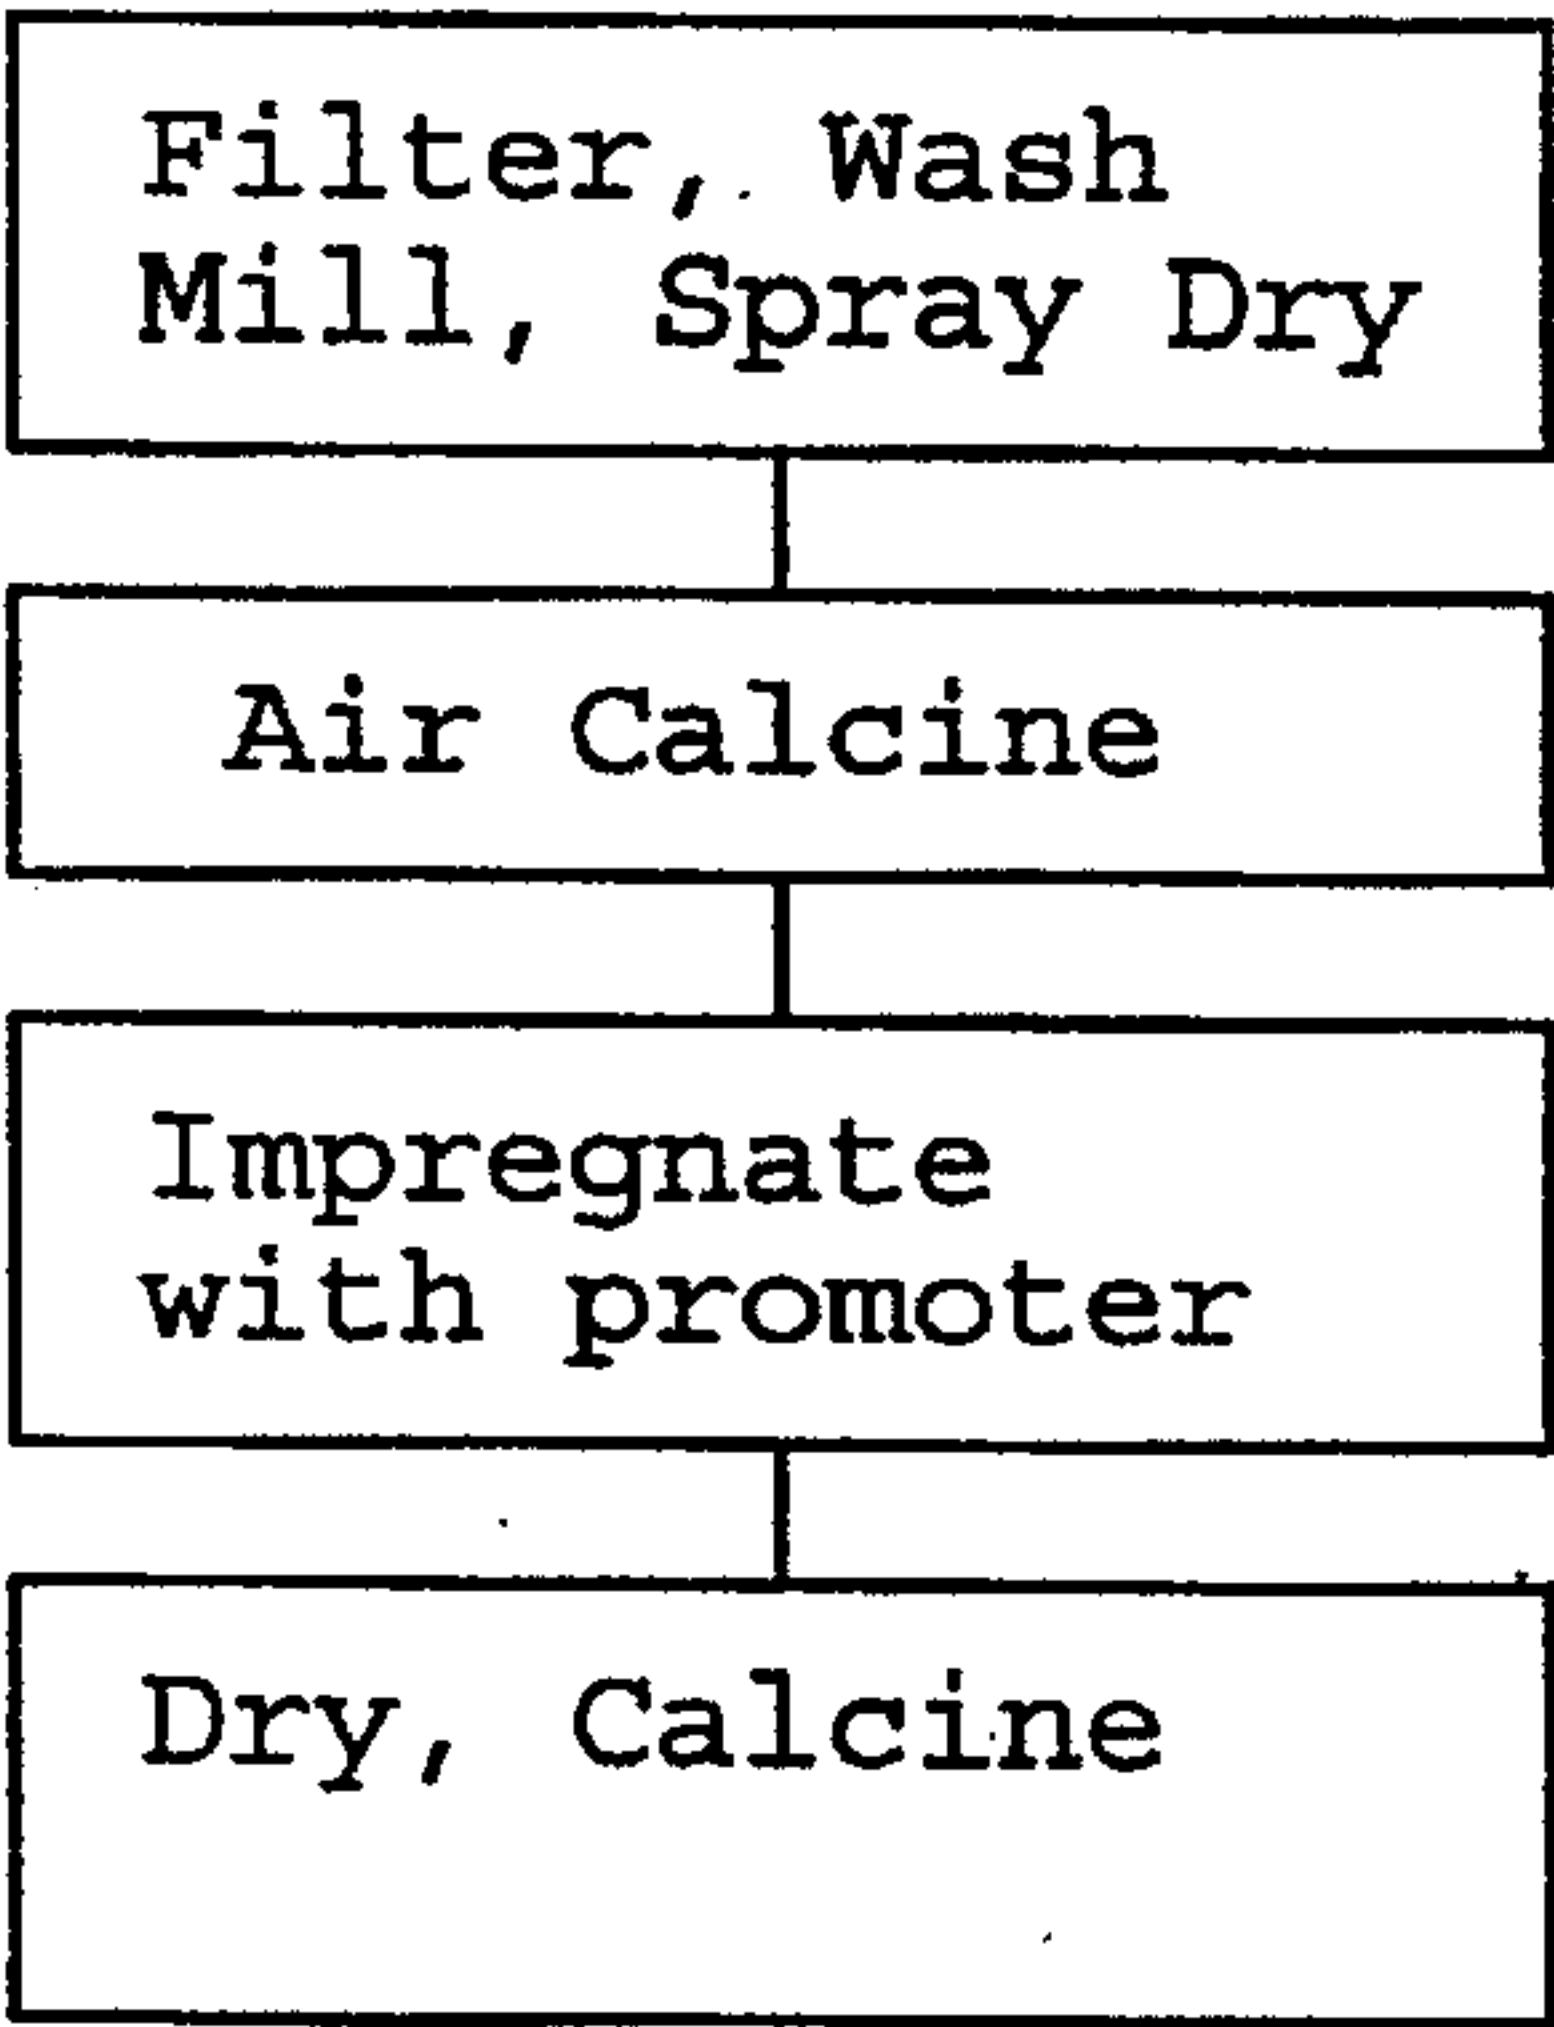 Filter, Wash
Mill, Spray Dry
Air Calcine
Impregnate
with promoter
Dry, Calcine